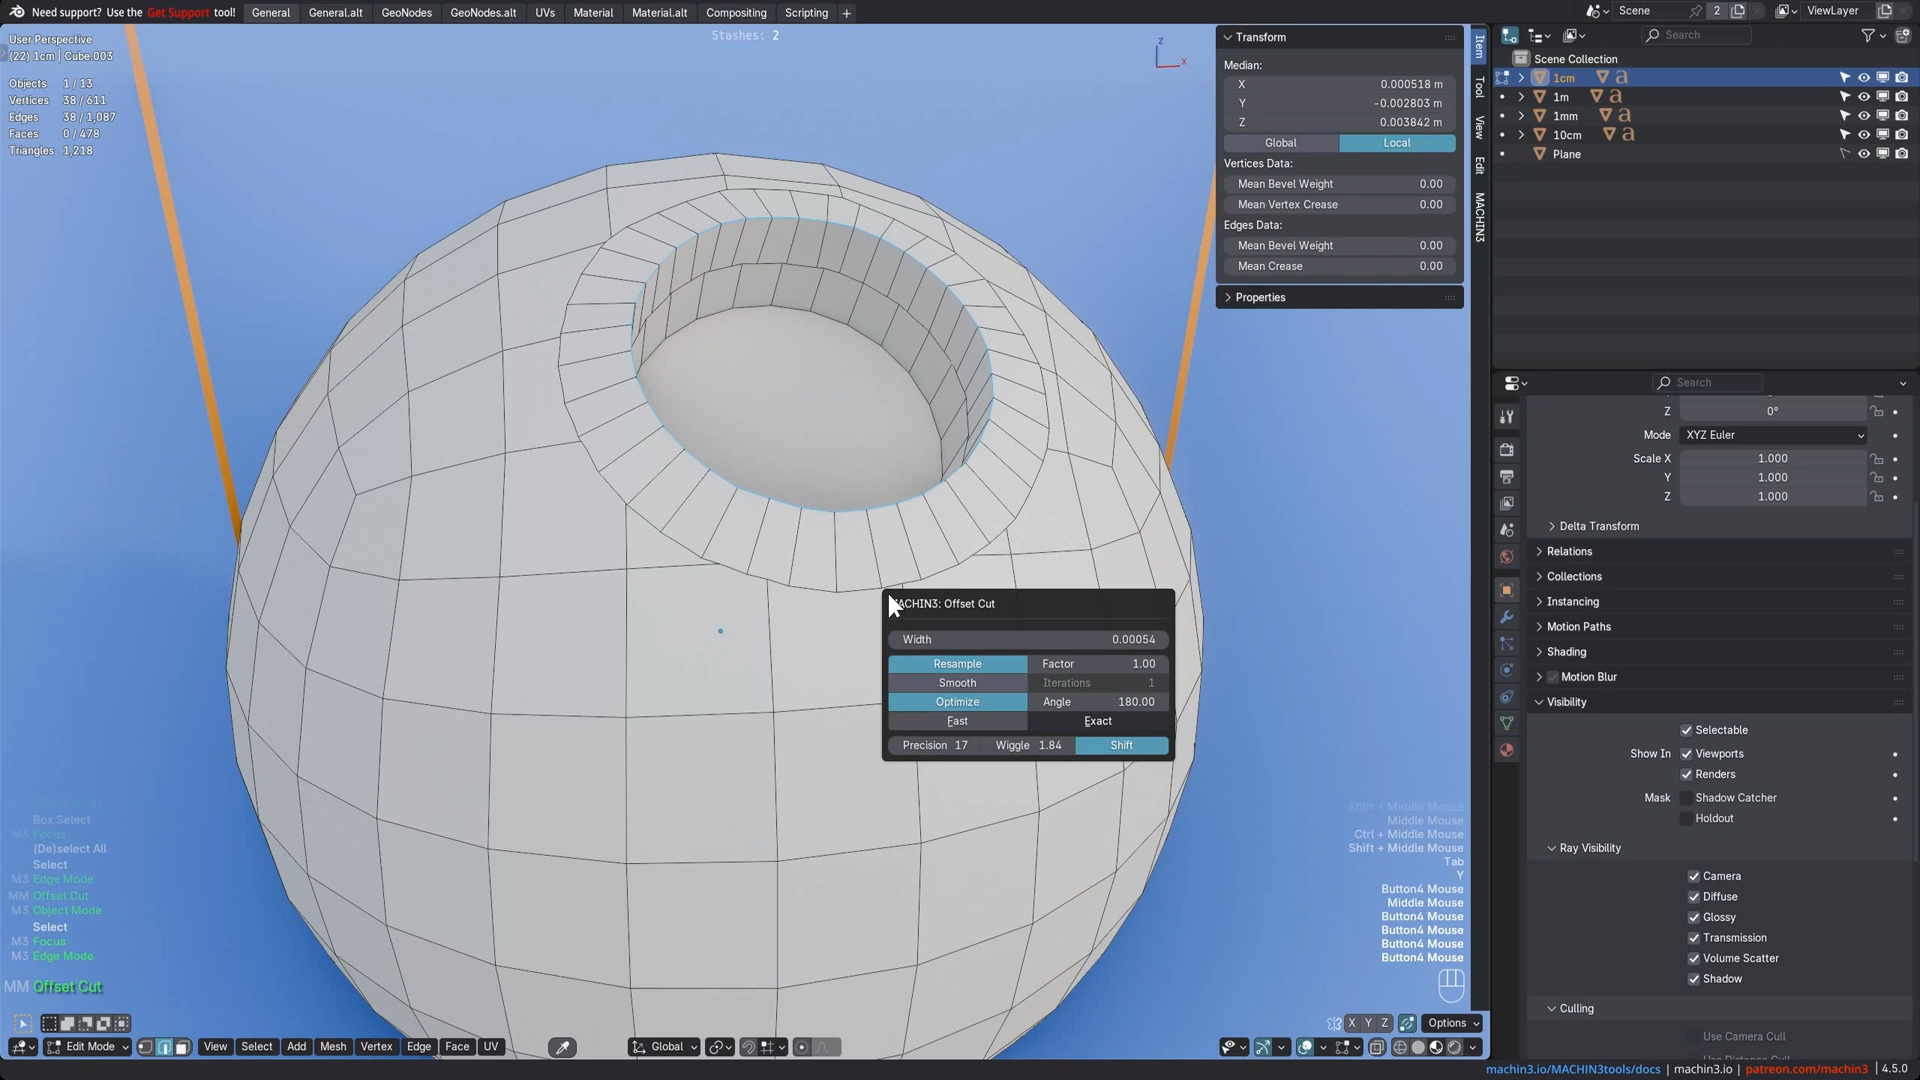 Need support? Use the Get Support tool!
General
General.alt
GeoNodes
GeoNodes.alt
UVs
Material
Material.alt
Compositing
Scripting
+
Scene
2
ViewLayer
User Perspective
(22) 1cm | Cube.003
Stashes: 2
Objects 1 / 13
Vertices 38 / 611
Edges 38 / 1,087
Faces 0 / 478
Triangles 1,218
Z
X
Transform
Median:
X 0.000518 m
Y -0.002803 m
Z 0.003842 m
Global Local
Vertices Data:
Mean Bevel Weight 0.00
Mean Vertex Crease 0.00
Edges Data:
Mean Bevel Weight 0.00
Mean Crease 0.00
Properties
Item
Tool
View
Edit
MACHIN3
Search
Scene Collection
1cm
1m
1mm
10cm
Plane
Search
Z 0°
Mode XYZ Euler
Scale X 1.000
Y 1.000
Z 1.000
Delta Transform
Relations
Collections
Instancing
Motion Paths
Shading
Motion Blur
Visibility
Selectable
Show In Viewports
Renders
Mask Shadow Catcher
Holdout
Ray Visibility
Camera
Diffuse
Glossy
Transmission
Volume Scatter
Shadow
Culling
Use Camera Cull
ACHIN3: Offset Cut
Width 0.00054
Resample Factor 1.00
Smooth Iterations 1
Optimize Angle 180.00
Fast Exact
Precision 17 Wiggle 1.84 Shift
Box Select
M3 Focus
(De)select All
Select
M3 Edge Mode
MM Offset Cut
M3 Object Mode
Select
M3 Focus
M3 Edge Mode
MM Offset Cut
Shift + Middle Mouse
Middle Mouse
Ctrl + Middle Mouse
Shift + Middle Mouse
Tab
Y
Button4 Mouse
Middle Mouse
Button4 Mouse
Button4 Mouse
Button4 Mouse
Button4 Mouse
X Y Z
Options
Edit Mode
View Select Add Mesh Vertex Edge Face UV
Global
machin3.io/MACHIN3tools/docs | machin3.io | patreon.com/machin3 | 4.5.0